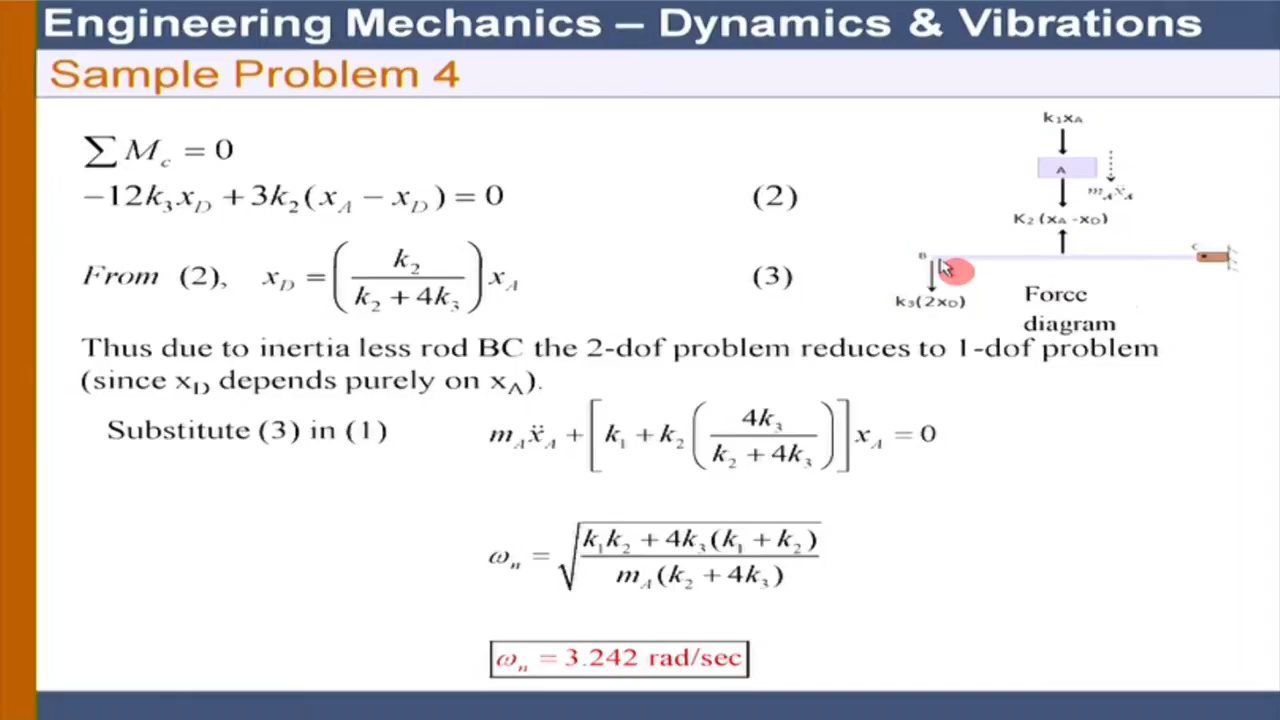 Engineering Mechanics – Dynamics & Vibrations
Sample Problem 4
∑ M_c = 0
−12k₃x_D + 3k₂(x_A − x_D) = 0 (2)
From (2), x_D = (k₂ / (k₂ + 4k₃)) x_A (3)
k₁x_A
A
m_A ẍ_A
K₂(x_A -x_D)
B
C
k₃(2x_D)
Force
diagram
Thus due to inertia less rod BC the 2-dof problem reduces to 1-dof problem
(since x_D depends purely on x_A).
Substitute (3) in (1) m_A ẍ_A + [k₁ + k₂ (4k₃ / (k₂ + 4k₃))] x_A = 0
ω_n = √((k₁k₂ + 4k₃(k₁ + k₂)) / (m_A(k₂ + 4k₃)))
ω_n = 3.242 rad/sec